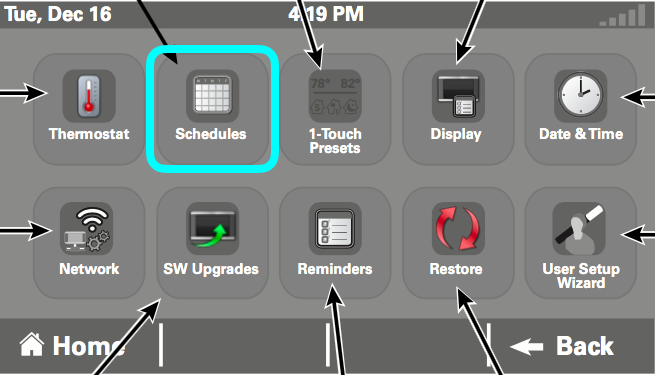 Tue, Dec 16
4:19 PM
Thermostat
Schedules
78° 82°
1-Touch
Presets
Display
Date & Time
Network
SW Upgrades
Reminders
Restore
User Setup
Wizard
Home
Back